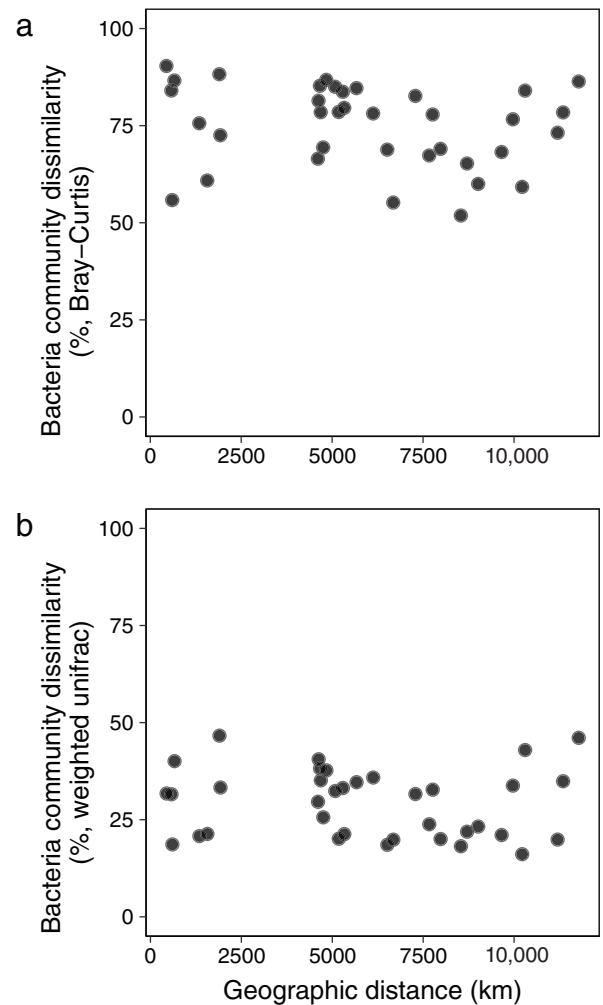 a
Bacteria community dissimilarity
(%, Bray–Curtis)
100
75
50
25
0
0 2500 5000 7500 10,000
b
Bacteria community dissimilarity
(%, weighted unifrac)
100
75
50
25
0
0 2500 5000 7500 10,000
Geographic distance (km)